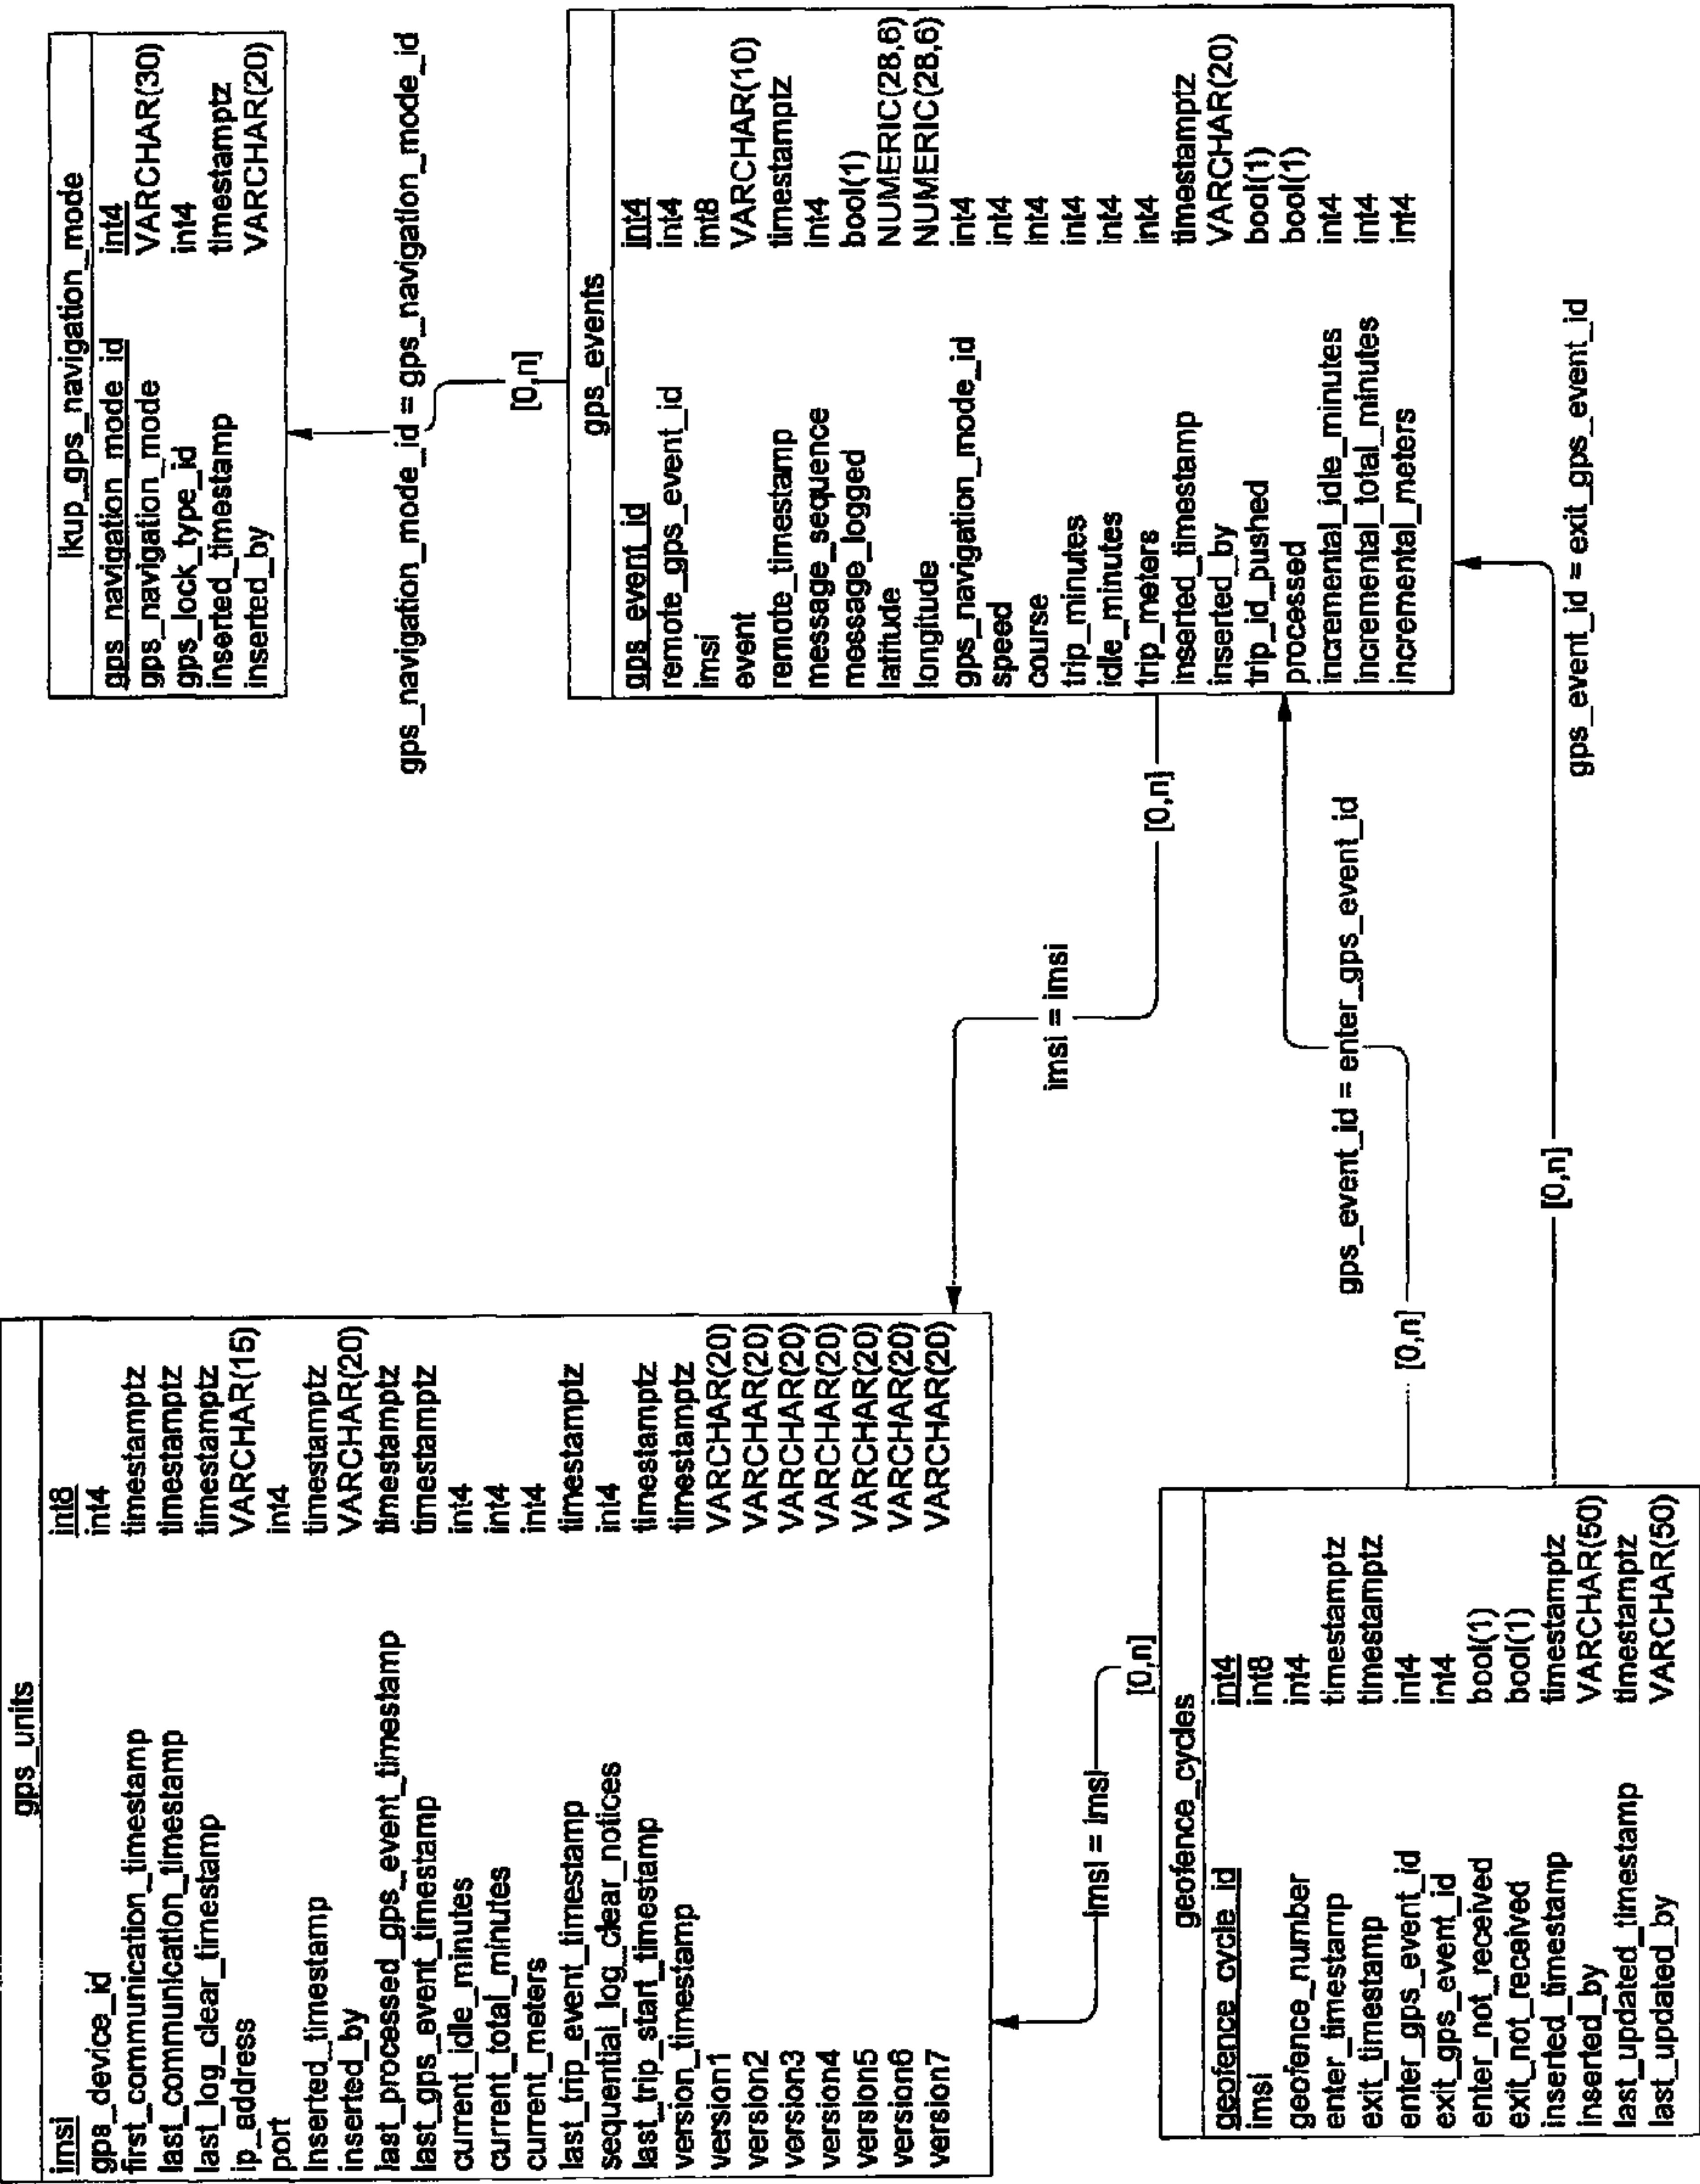 gps_units
imsi int8
gps_device_id int4
first_communication_timestamp timestamptz
last_communication_timestamp timestamptz
last_log_clear_timestamp timestamptz
ip_address VARCHAR(15)
port int4
inserted_timestamp timestamptz
inserted_by VARCHAR(20)
last_processed_gps_event_timestamp timestamptz
last_gps_event_timestamp timestamptz
current_idle_minutes int4
current_total_minutes int4
current_meters int4
last_trip_event_timestamp timestamptz
sequential_log_clear_notices int4
last_trip_start_timestamp timestamptz
version_timestamp timestamptz
version1 VARCHAR(20)
version2 VARCHAR(20)
version3 VARCHAR(20)
version4 VARCHAR(20)
version5 VARCHAR(20)
version6 VARCHAR(20)
version7 VARCHAR(20)
lkup_gps_navigation_mode
gps_navigation_mode_id int4
gps_navigation_mode VARCHAR(30)
gps_lock_type_id int4
inserted_timestamp timestamptz
inserted_by VARCHAR(20)
gps_navigation_mode_id = gps_navigation_mode_id
[0,n]
gps_events
gps_event_id int4
remote_gps_event_id int4
imsi int8
event VARCHAR(10)
remote_timestamp timestamptz
message_sequence int4
message_logged bool(1)
latitude NUMERIC(28,6)
longitude NUMERIC(28,6)
gps_navigation_mode_id int4
speed int4
course int4
trip_minutes int4
idle_minutes int4
trip_meters int4
inserted_timestamp timestamptz
inserted_by VARCHAR(20)
trip_id_pushed bool(1)
processed bool(1)
incremental_idle_minutes int4
incremental_total_minutes int4
incremental_meters int4
imsi = imsi
[0,n]
imsi = imsi
[0,n]
geofence_cycles
geofence_cycle_id int4
imsi int8
geofence_number int4
enter_timestamp timestamptz
exit_timestamp timestamptz
enter_gps_event_id int4
exit_gps_event_id int4
enter_not_received bool(1)
exit_not_received bool(1)
inserted_timestamp timestamptz
inserted_by VARCHAR(50)
last_updated_timestamp timestamptz
last_updated_by VARCHAR(50)
gps_event_id = enter_gps_event_id
[0,n]
[0,n]
gps_event_id = exit_gps_event_id